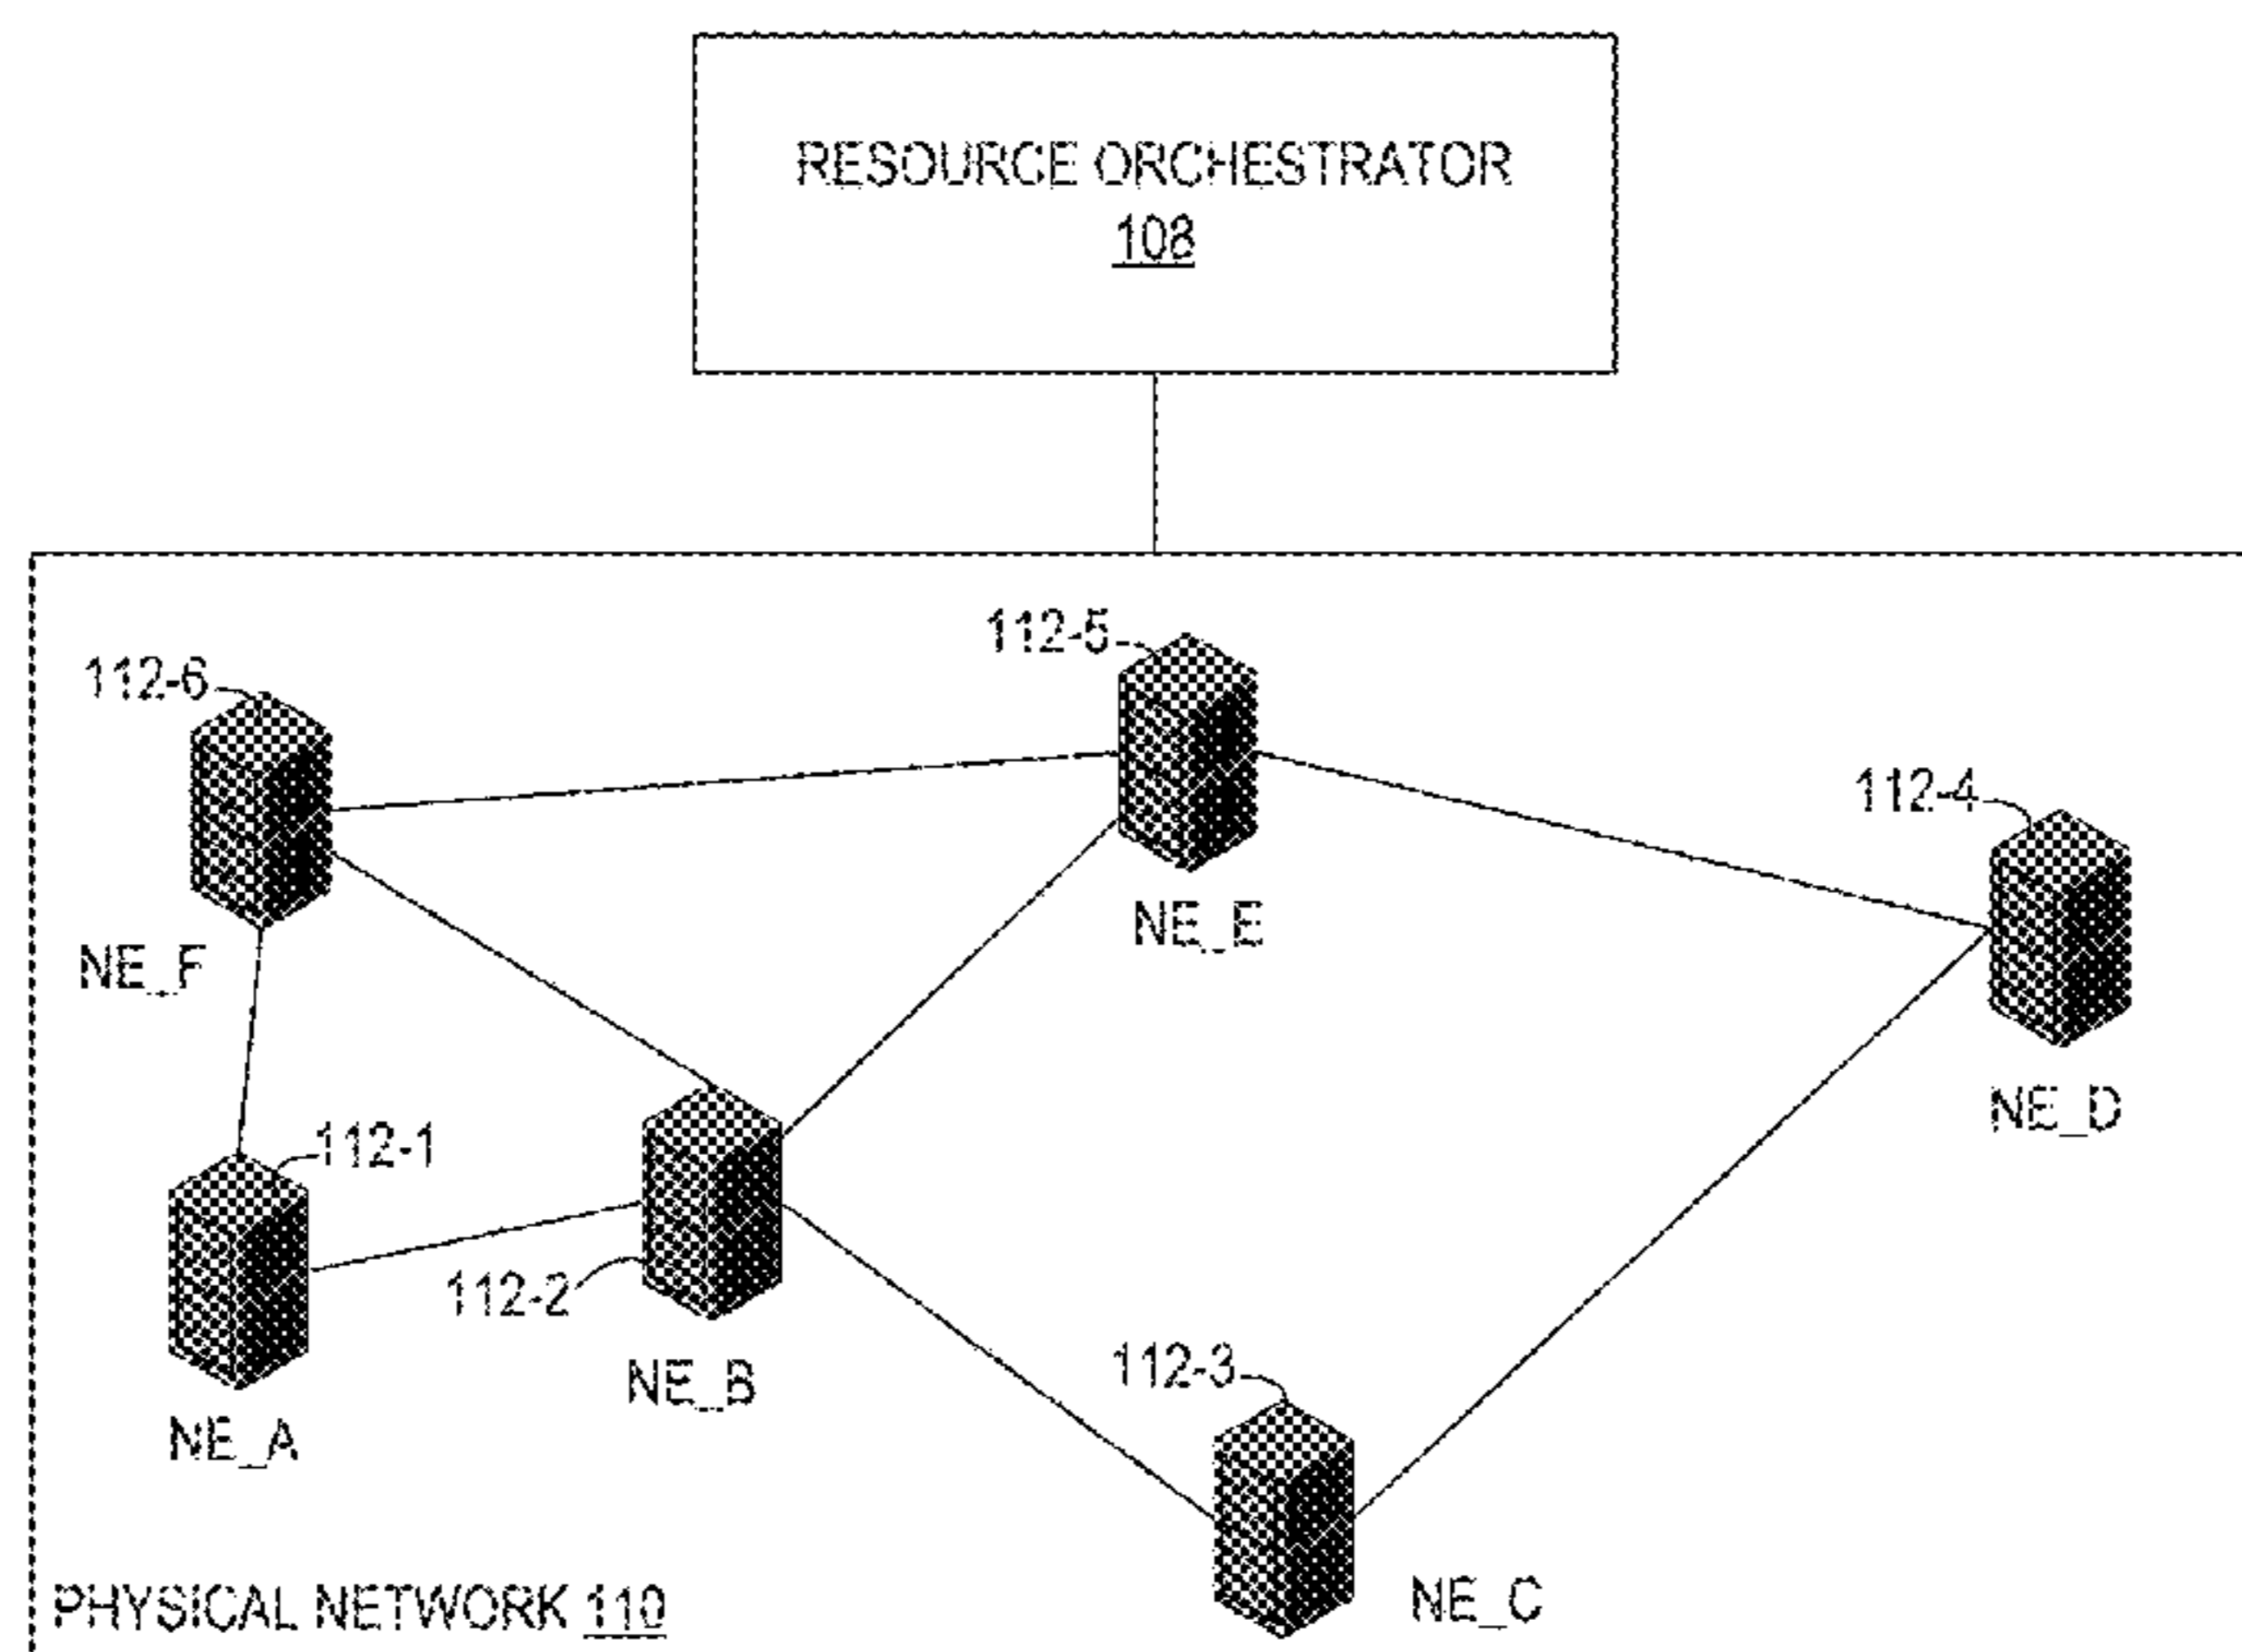 RESOURCE ORCHESTRATOR
108
112-5
112-6
112-4
NE_E
NE_F
NE_D
112-1
112-2
NE_B
112-3
NE_A
NE_C
PHYSICAL NETWORK 110